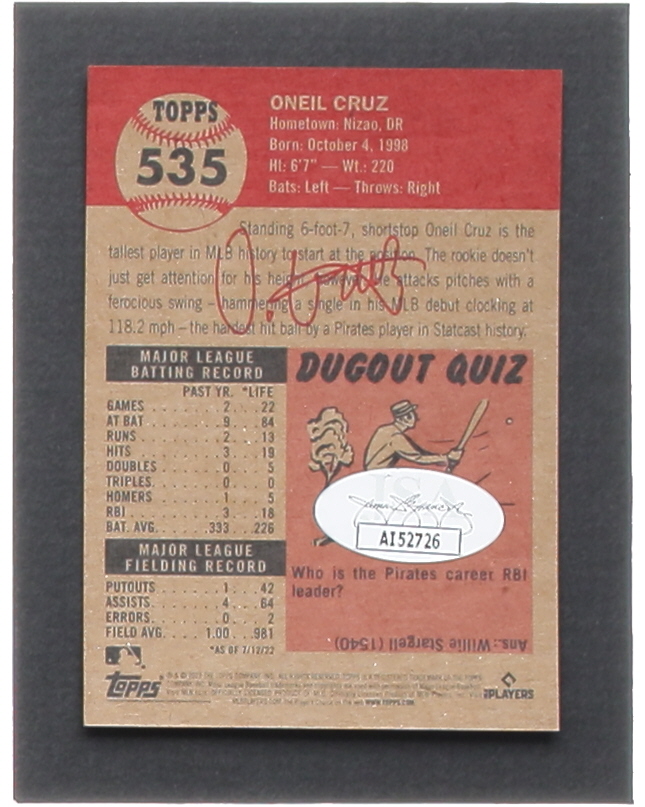 TOPPS
535
ONEIL CRUZ
Hometown: Nizao, DR
Born: October 4, 1998
Ht: 6'7" — Wt.: 220
Bats: Left — Throws: Right
Standing 6-foot-7, shortstop Oneil Cruz is the
tallest player in MLB history to start at the position. The rookie doesn't
just get attention for his height. However, he attacks pitches with a
ferocious swing – hammering a single in his MLB debut clocking at
118.2 mph – the hardest hit ball by a Pirates player in Statcast history.
MAJOR LEAGUE
BATTING RECORD
PAST YR. *LIFE
GAMES 2 22
AT BAT 9 84
RUNS 2 13
HITS 3 19
DOUBLES 0 5
TRIPLES 0 0
HOMERS 1 5
RBI 3 18
BAT. AVG. .333 .226
MAJOR LEAGUE
FIELDING RECORD
PUTOUTS 1 42
ASSISTS 4 64
ERRORS 0 2
FIELD AVG. 1.00 .981
*AS OF 7/12/22
DUGOUT QUIZ
JSA
AI52726
Who is the Pirates career RBI
leader?
Ans.: Willie Stargell (1540)
Topps
WWW.TOPPS.COM
PLAYERS